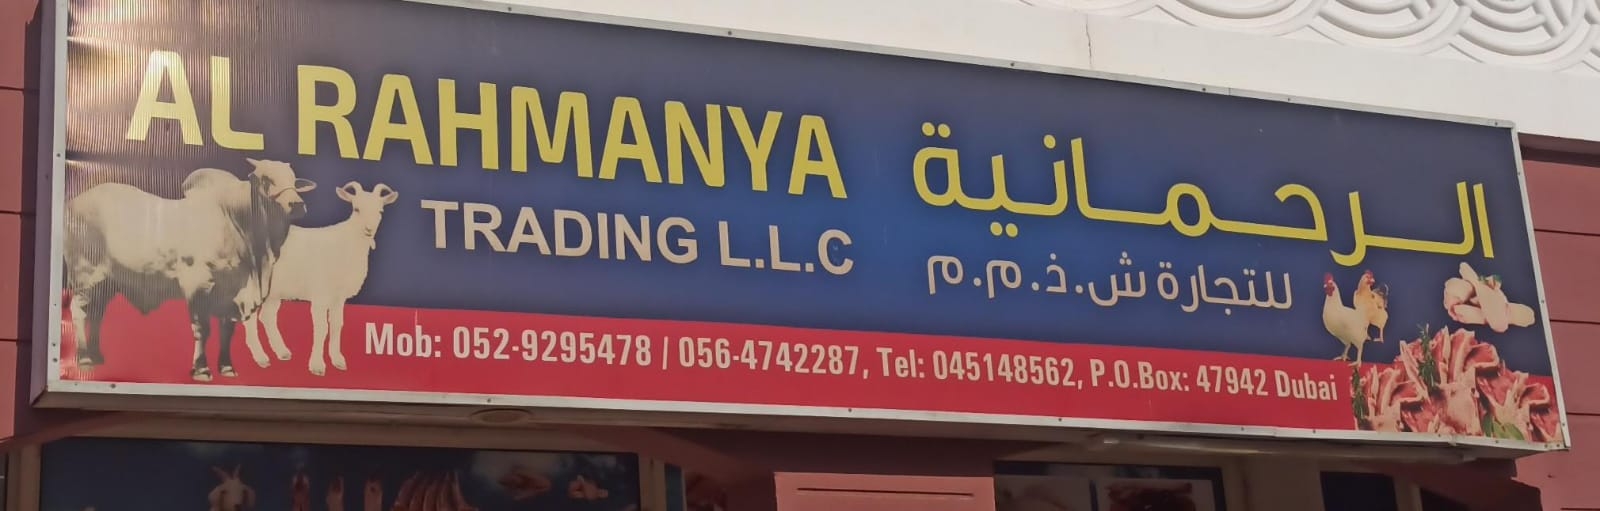 AL RAHMANYA
الرحمانية
TRADING L.L.C
للتجارة ش.ذ.م.م
Mob: 052-9295478 | 056-4742287, Tel: 045148562, P.O.Box: 47942 Dubai